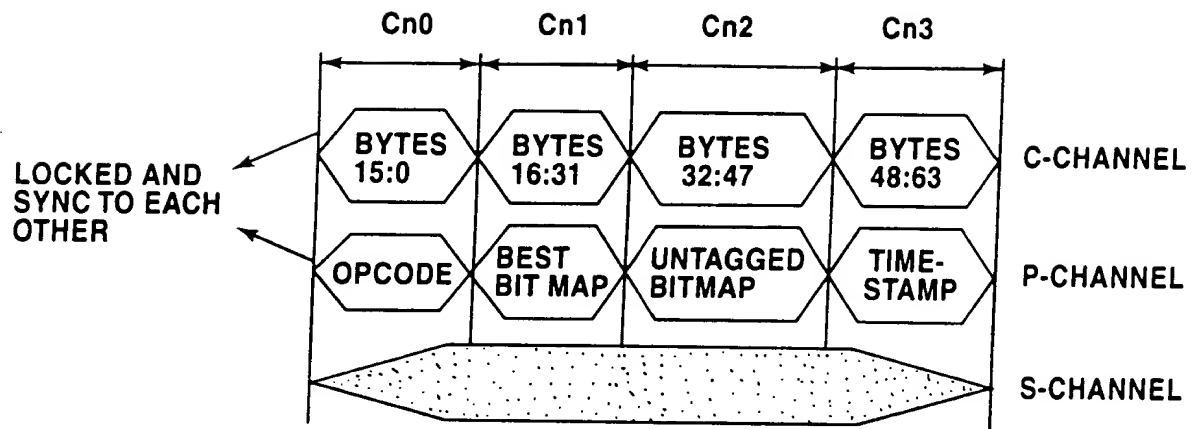 Cn0 Cn1 Cn2 Cn3
BYTES 15:0
BYTES 16:31
BYTES 32:47
BYTES 48:63
C-CHANNEL
LOCKED AND
SYNC TO EACH
OTHER
OPCODE
BEST
BIT MAP
UNTAGGED
BITMAP
TIME-
STAMP
P-CHANNEL
S-CHANNEL